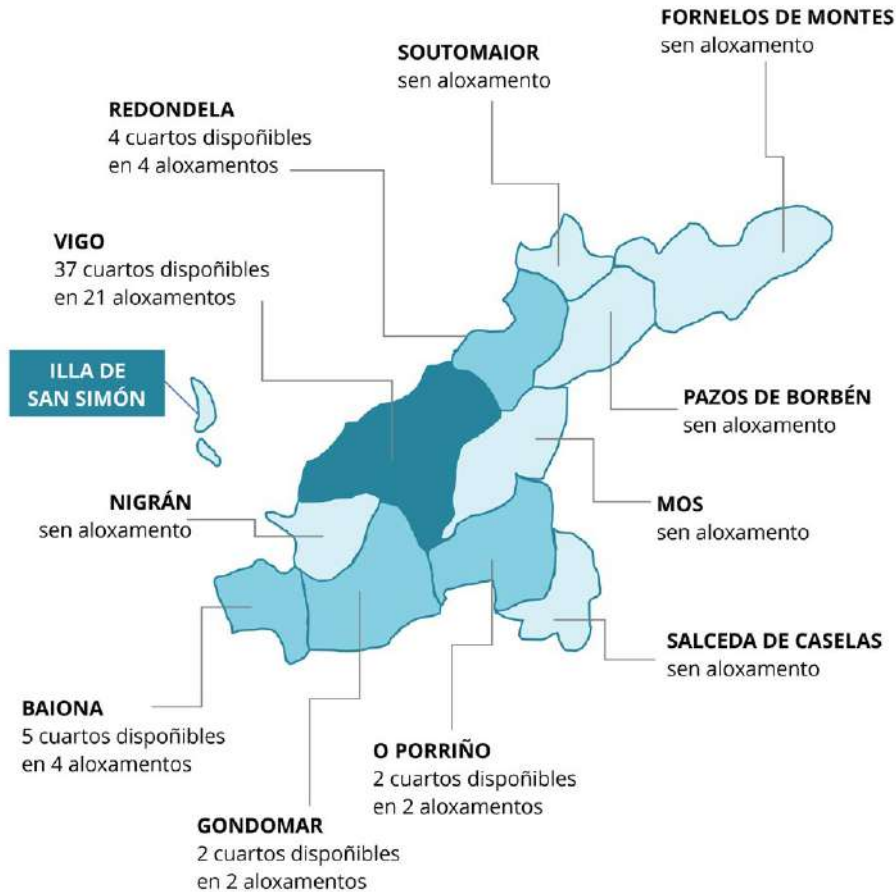 FORNELOS DE MONTES
sen aloxamento
SOUTOMAIOR
sen aloxamento
REDONDELA
4 cuartos dispoñibles
en 4 aloxamentos
VIGO
37 cuartos dispoñibles
en 21 aloxamentos
ILLA DE
SAN SIMÓN
PAZOS DE BORBÉN
sen aloxamento
NIGRÁN
sen aloxamento
MOS
sen aloxamento
SALCEDA DE CASELAS
sen aloxamento
BAIONA
5 cuartos dispoñibles
en 4 aloxamentos
O PORRIÑO
2 cuartos dispoñibles
en 2 aloxamentos
GONDOMAR
2 cuartos dispoñibles
en 2 aloxamentos